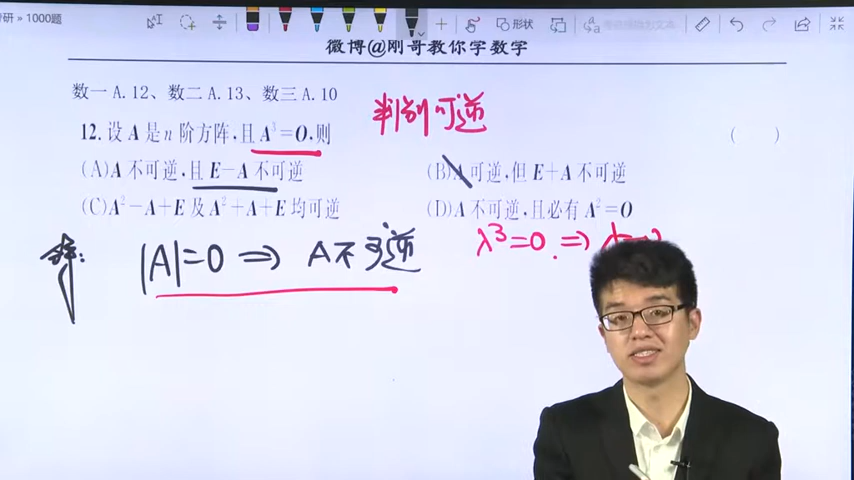 研 » 1000题
形状
微博@刚哥教你学数学
数一 A.12、数二 A.13、数三 A.10
判别可逆
12.设 A 是 n 阶方阵,且 A³=O,则 ( )
(A)A 不可逆,且 E-A 不可逆
(B)A 可逆,但 E+A 不可逆
(C)A²-A+E 及 A²+A+E 均可逆
(D)A 不可逆,且必有 A²=O
解: |A|=0 ⟹ A不可逆
λ³=0. ⟹